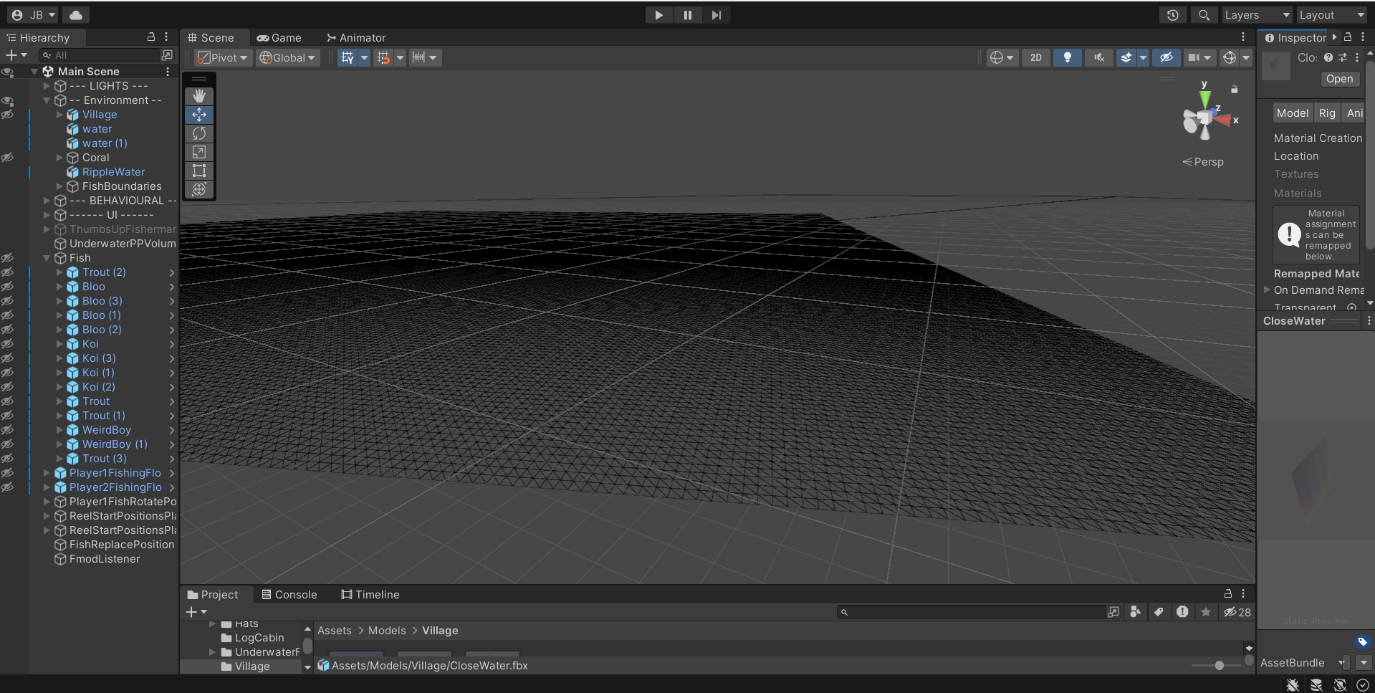 JB
Layers
Layout
Hierarchy
All
Main Scene
--- LIGHTS ---
-- Environment --
Village
water
water (1)
Coral
RippleWater
FishBoundaries
--- BEHAVIOURAL --
------ UI ------
ThumbsUpFisherman
UnderwaterPPVolum
Fish
Trout (2)
Bloo
Bloo (3)
Bloo (1)
Bloo (2)
Koi
Koi (3)
Koi (1)
Koi (2)
Trout
Trout (1)
WeirdBoy
WeirdBoy (1)
Trout (3)
Player1FishingFlo
Player2FishingFlo
Player1FishRotatePo
ReelStartPositionsPla
ReelStartPositionsPla
FishReplacePosition
FmodListener
Scene
Game
Animator
Pivot
Global
2D
y
z
x
Persp
Project
Console
Timeline
28
Hats
LogCabin
UnderwaterF
Village
Assets > Models > Village
Assets/Models/Village/CloseWater.fbx
Inspector
Clo:
Open
Model Rig Ani
Material Creation
Location
Textures
Materials
Material
assignment
s can be
remapped
below.
Remapped Mate
On Demand Rema
Transparent
CloseWater
Static Preview
AssetBundle